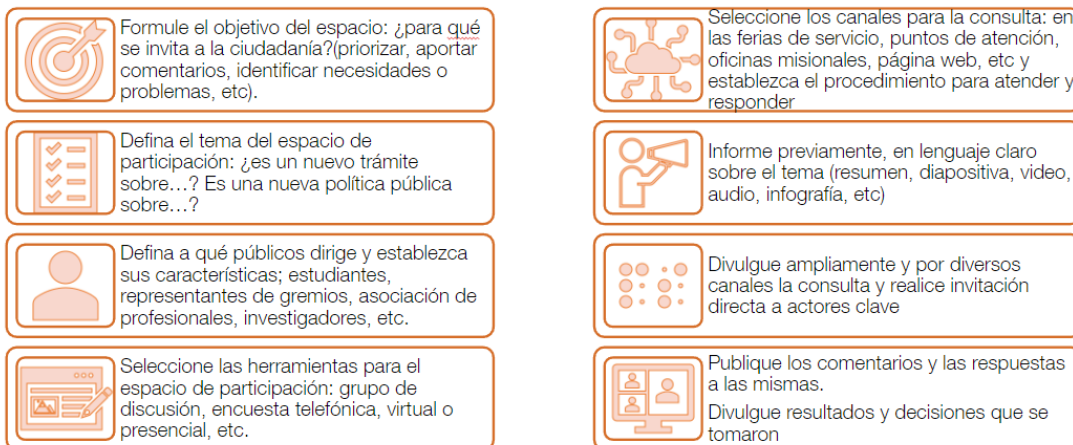 Formule el objetivo del espacio: ¿para qué
se invita a la ciudadanía?(priorizar, aportar
comentarios, identificar necesidades o
problemas, etc).
Defina el tema del espacio de
participación: ¿es un nuevo trámite
sobre…? Es una nueva política pública
sobre…?
Defina a qué públicos dirige y establezca
sus características; estudiantes,
representantes de gremios, asociación de
profesionales, investigadores, etc.
Seleccione las herramientas para el
espacio de participación: grupo de
discusión, encuesta telefónica, virtual o
presencial, etc.
Seleccione los canales para la consulta: en
las ferias de servicio, puntos de atención,
oficinas misionales, página web, etc y
establezca el procedimiento para atender y
responder
Informe previamente, en lenguaje claro
sobre el tema (resumen, diapositiva, video,
audio, infografía, etc)
Divulgue ampliamente y por diversos
canales la consulta y realice invitación
directa a actores clave
Publique los comentarios y las respuestas
a las mismas.
Divulgue resultados y decisiones que se
tomaron